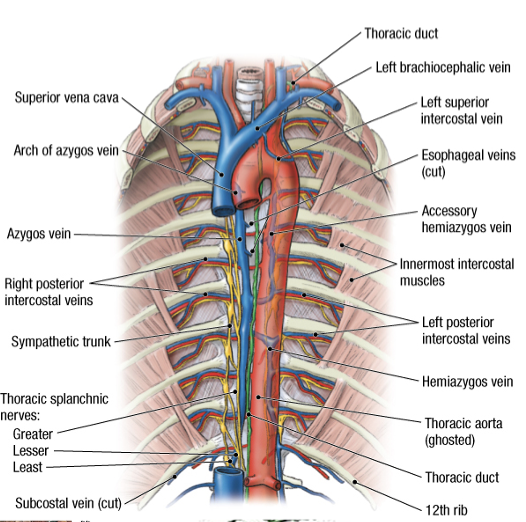 Thoracic duct
Left brachiocephalic vein
Superior vena cava
Left superior
intercostal vein
Arch of azygos vein
Esophageal veins
(cut)
Accessory
hemiazygos vein
Azygos vein
Innermost intercostal
muscles
Right posterior
intercostal veins
Left posterior
intercostal veins
Sympathetic trunk
Hemiazygos vein
Thoracic splanchnic
nerves:
Greater
Lesser
Least
Thoracic aorta
(ghosted)
Thoracic duct
Subcostal vein (cut)
12th rib